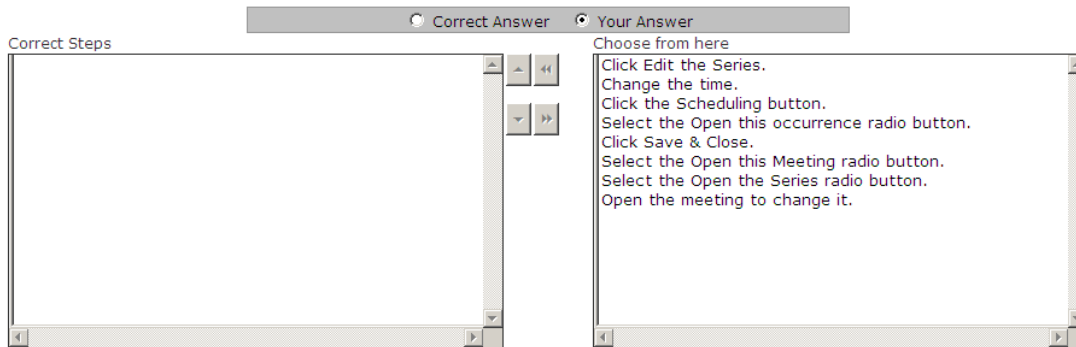 Correct Answer Your Answer
Correct Steps
Choose from here
Click Edit the Series.
Change the time.
Click the Scheduling button.
Select the Open this occurrence radio button.
Click Save & Close.
Select the Open this Meeting radio button.
Select the Open the Series radio button.
Open the meeting to change it.